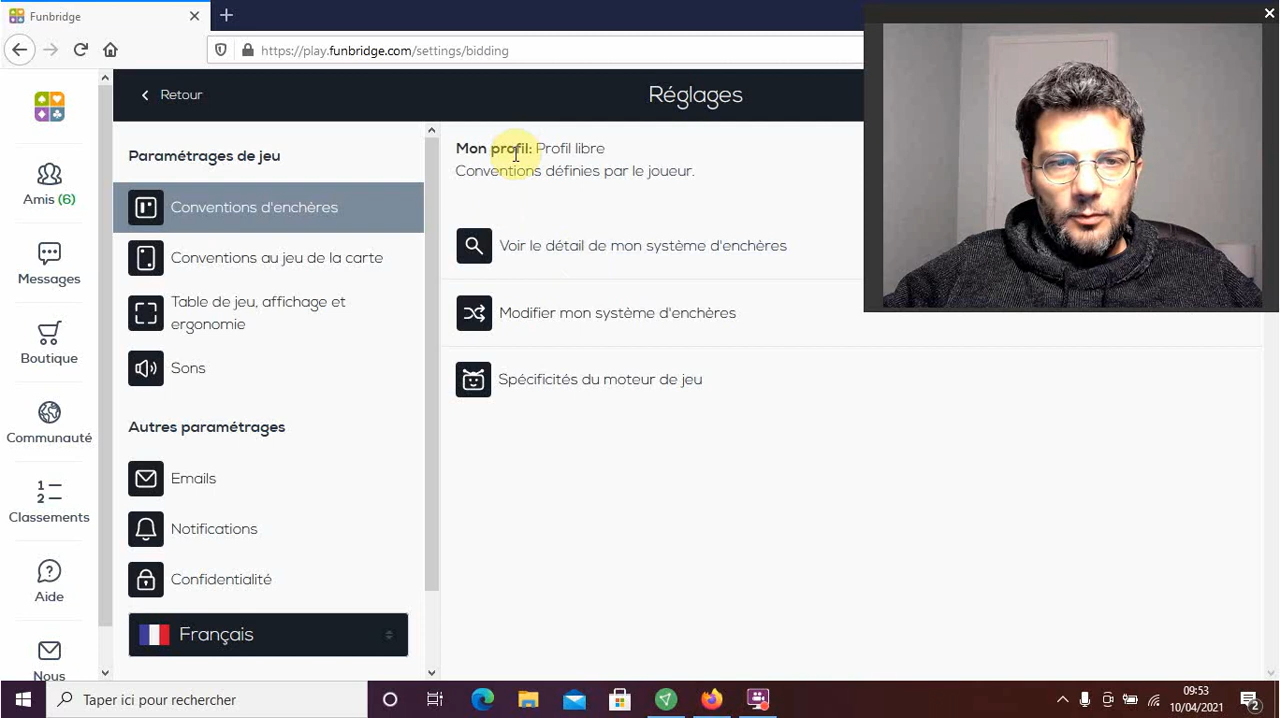 Funbridge
https://play.funbridge.com/settings/bidding
Retour
Réglages
Amis (6)
Messages
Boutique
Communauté
1
2
Classements
Aide
Nous
Paramétrages de jeu
Conventions d'enchères
Conventions au jeu de la carte
Table de jeu, affichage et
ergonomie
Sons
Autres paramétrages
Emails
Notifications
Confidentialité
Français
Mon profil: Profil libre
Conventions définies par le joueur.
Voir le détail de mon système d'enchères
Modifier mon système d'enchères
Spécificités du moteur de jeu
Taper ici pour rechercher
09:53
10/04/2021
2